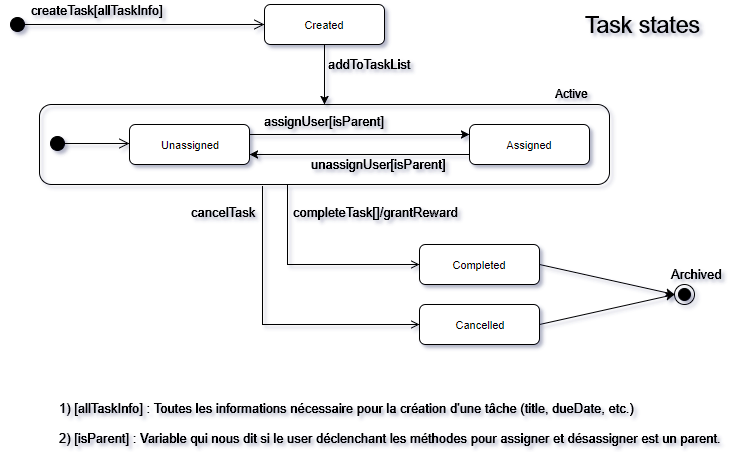 createTask[allTaskInfo]
Created
Task states
addToTaskList
Active
assignUser[isParent]
Unassigned
Assigned
unassignUser[isParent]
cancelTask
completeTask[]/grantReward
Completed
Archived
Cancelled
1) [allTaskInfo] : Toutes les informations nécessaire pour la création d'une tâche (title, dueDate, etc.)
2) [isParent] : Variable qui nous dit si le user déclenchant les méthodes pour assigner et désassigner est un parent.